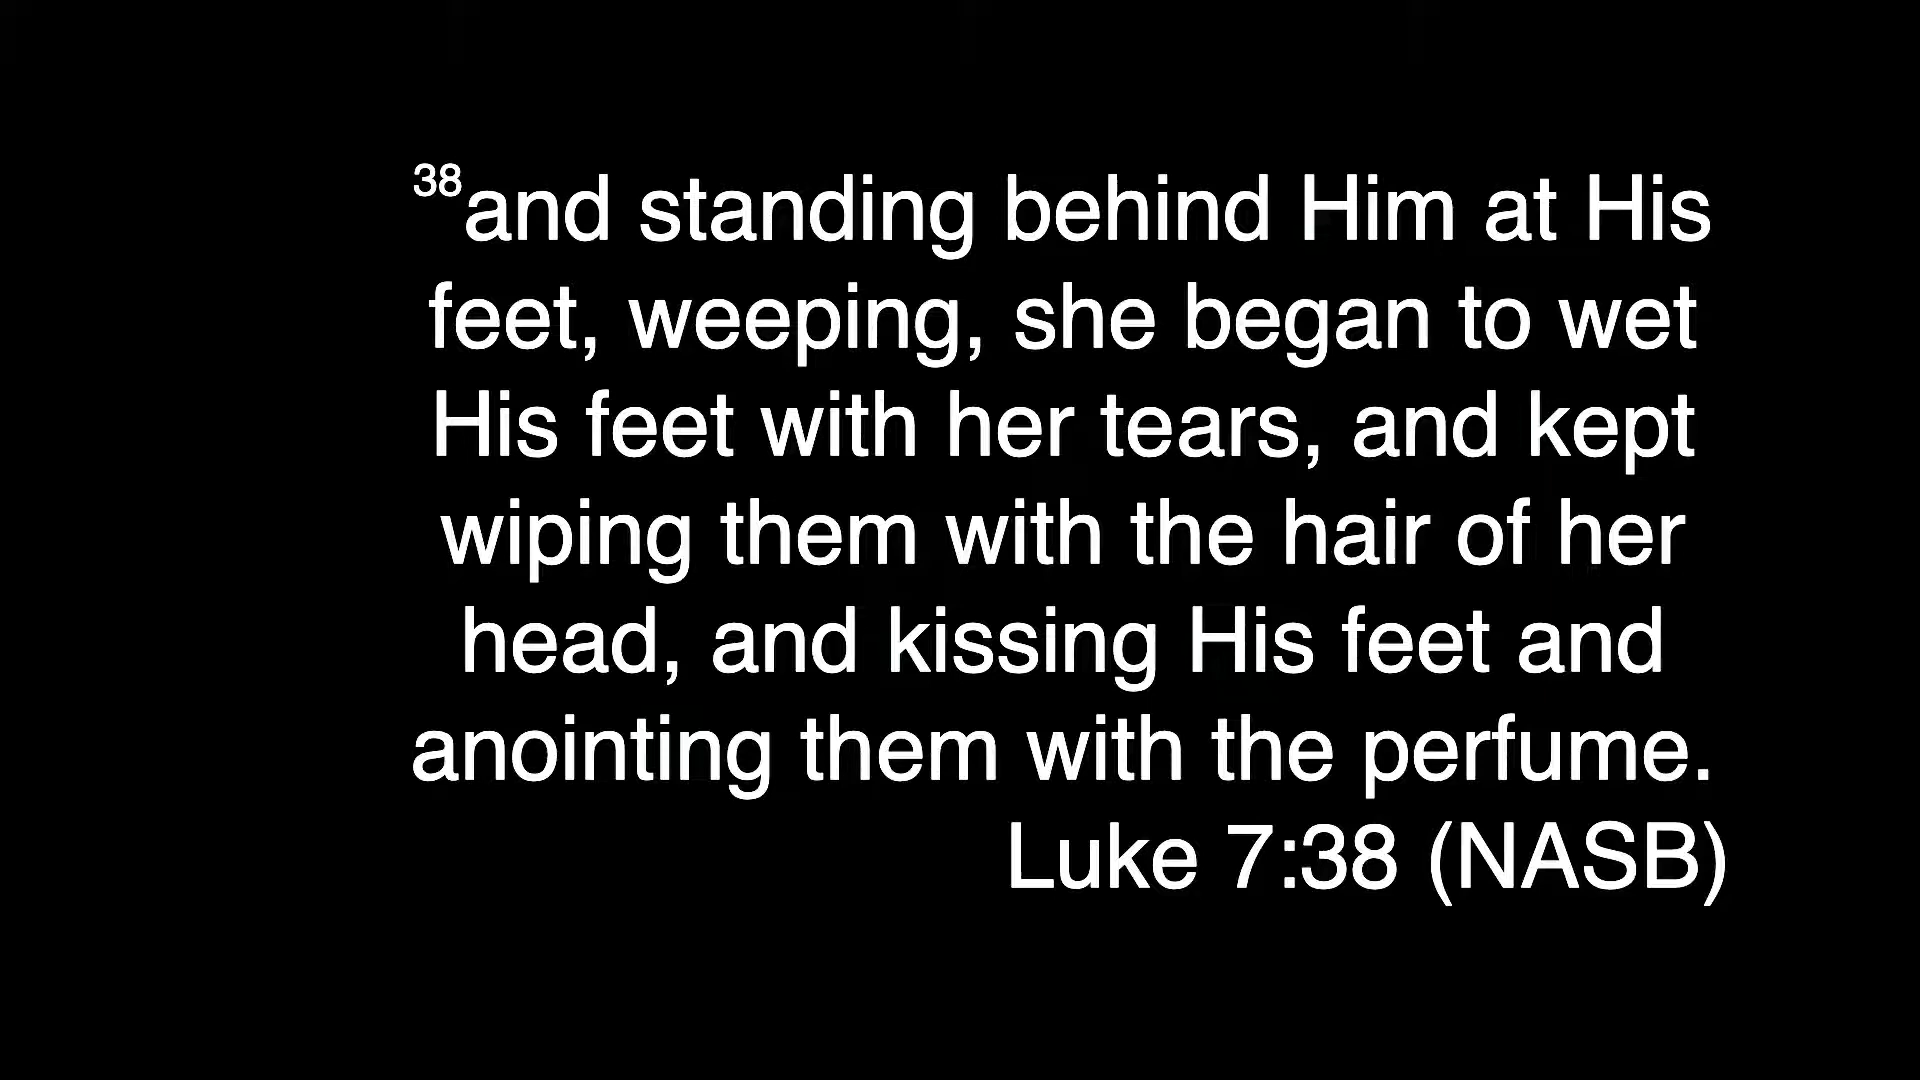 38and standing behind Him at His
feet, weeping, she began to wet
His feet with her tears, and kept
wiping them with the hair of her
head, and kissing His feet and
anointing them with the perfume.
Luke 7:38 (NASB)